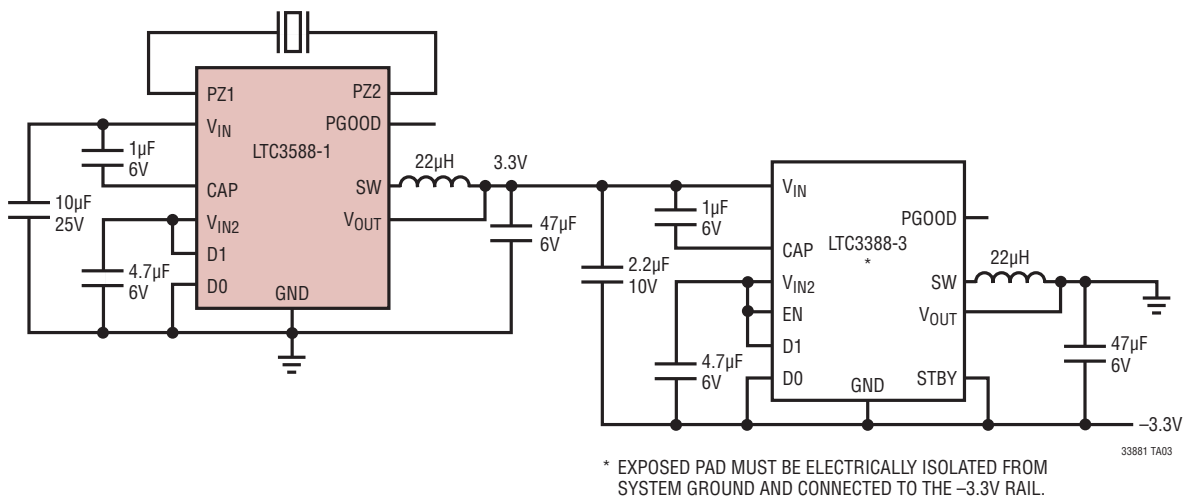 PZ1
PZ2
VIN
PGOOD
1µF
6V
LTC3588-1
22µH
3.3V
CAP
SW
10µF
25V
VIN2
VOUT
47µF
6V
D1
4.7µF
6V
D0
GND
VIN
1µF
6V
PGOOD
LTC3388-3
*
CAP
22µH
2.2µF
10V
VIN2
SW
EN
VOUT
D1
47µF
6V
4.7µF
6V
D0
GND
STBY
–3.3V
33881 TA03
* EXPOSED PAD MUST BE ELECTRICALLY ISOLATED FROM
SYSTEM GROUND AND CONNECTED TO THE –3.3V RAIL.